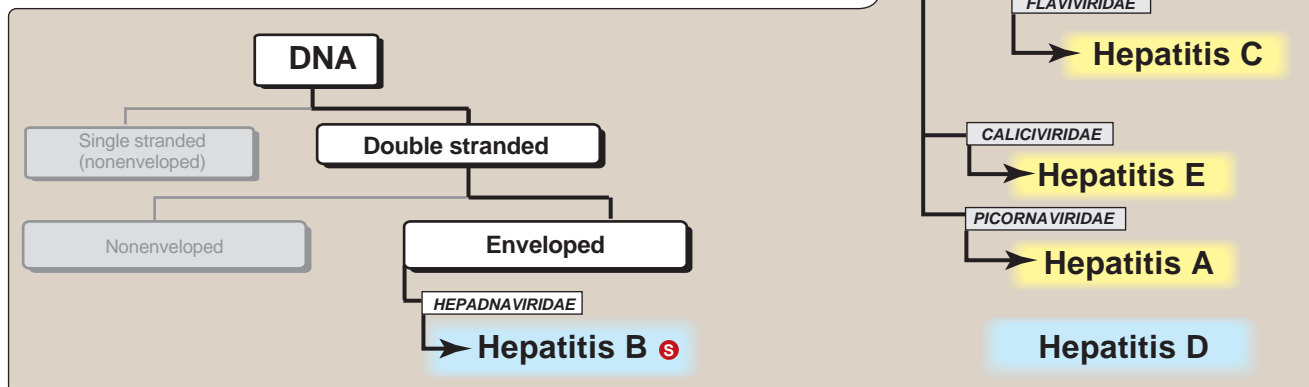 DNA
Single stranded
(nonenveloped)
Double stranded
Nonenveloped
Enveloped
HEPADNAVIRIDAE
Hepatitis B S
FLAVIVIRIDAE
Hepatitis C
CALICIVIRIDAE
Hepatitis E
PICORNAVIRIDAE
Hepatitis A
Hepatitis D